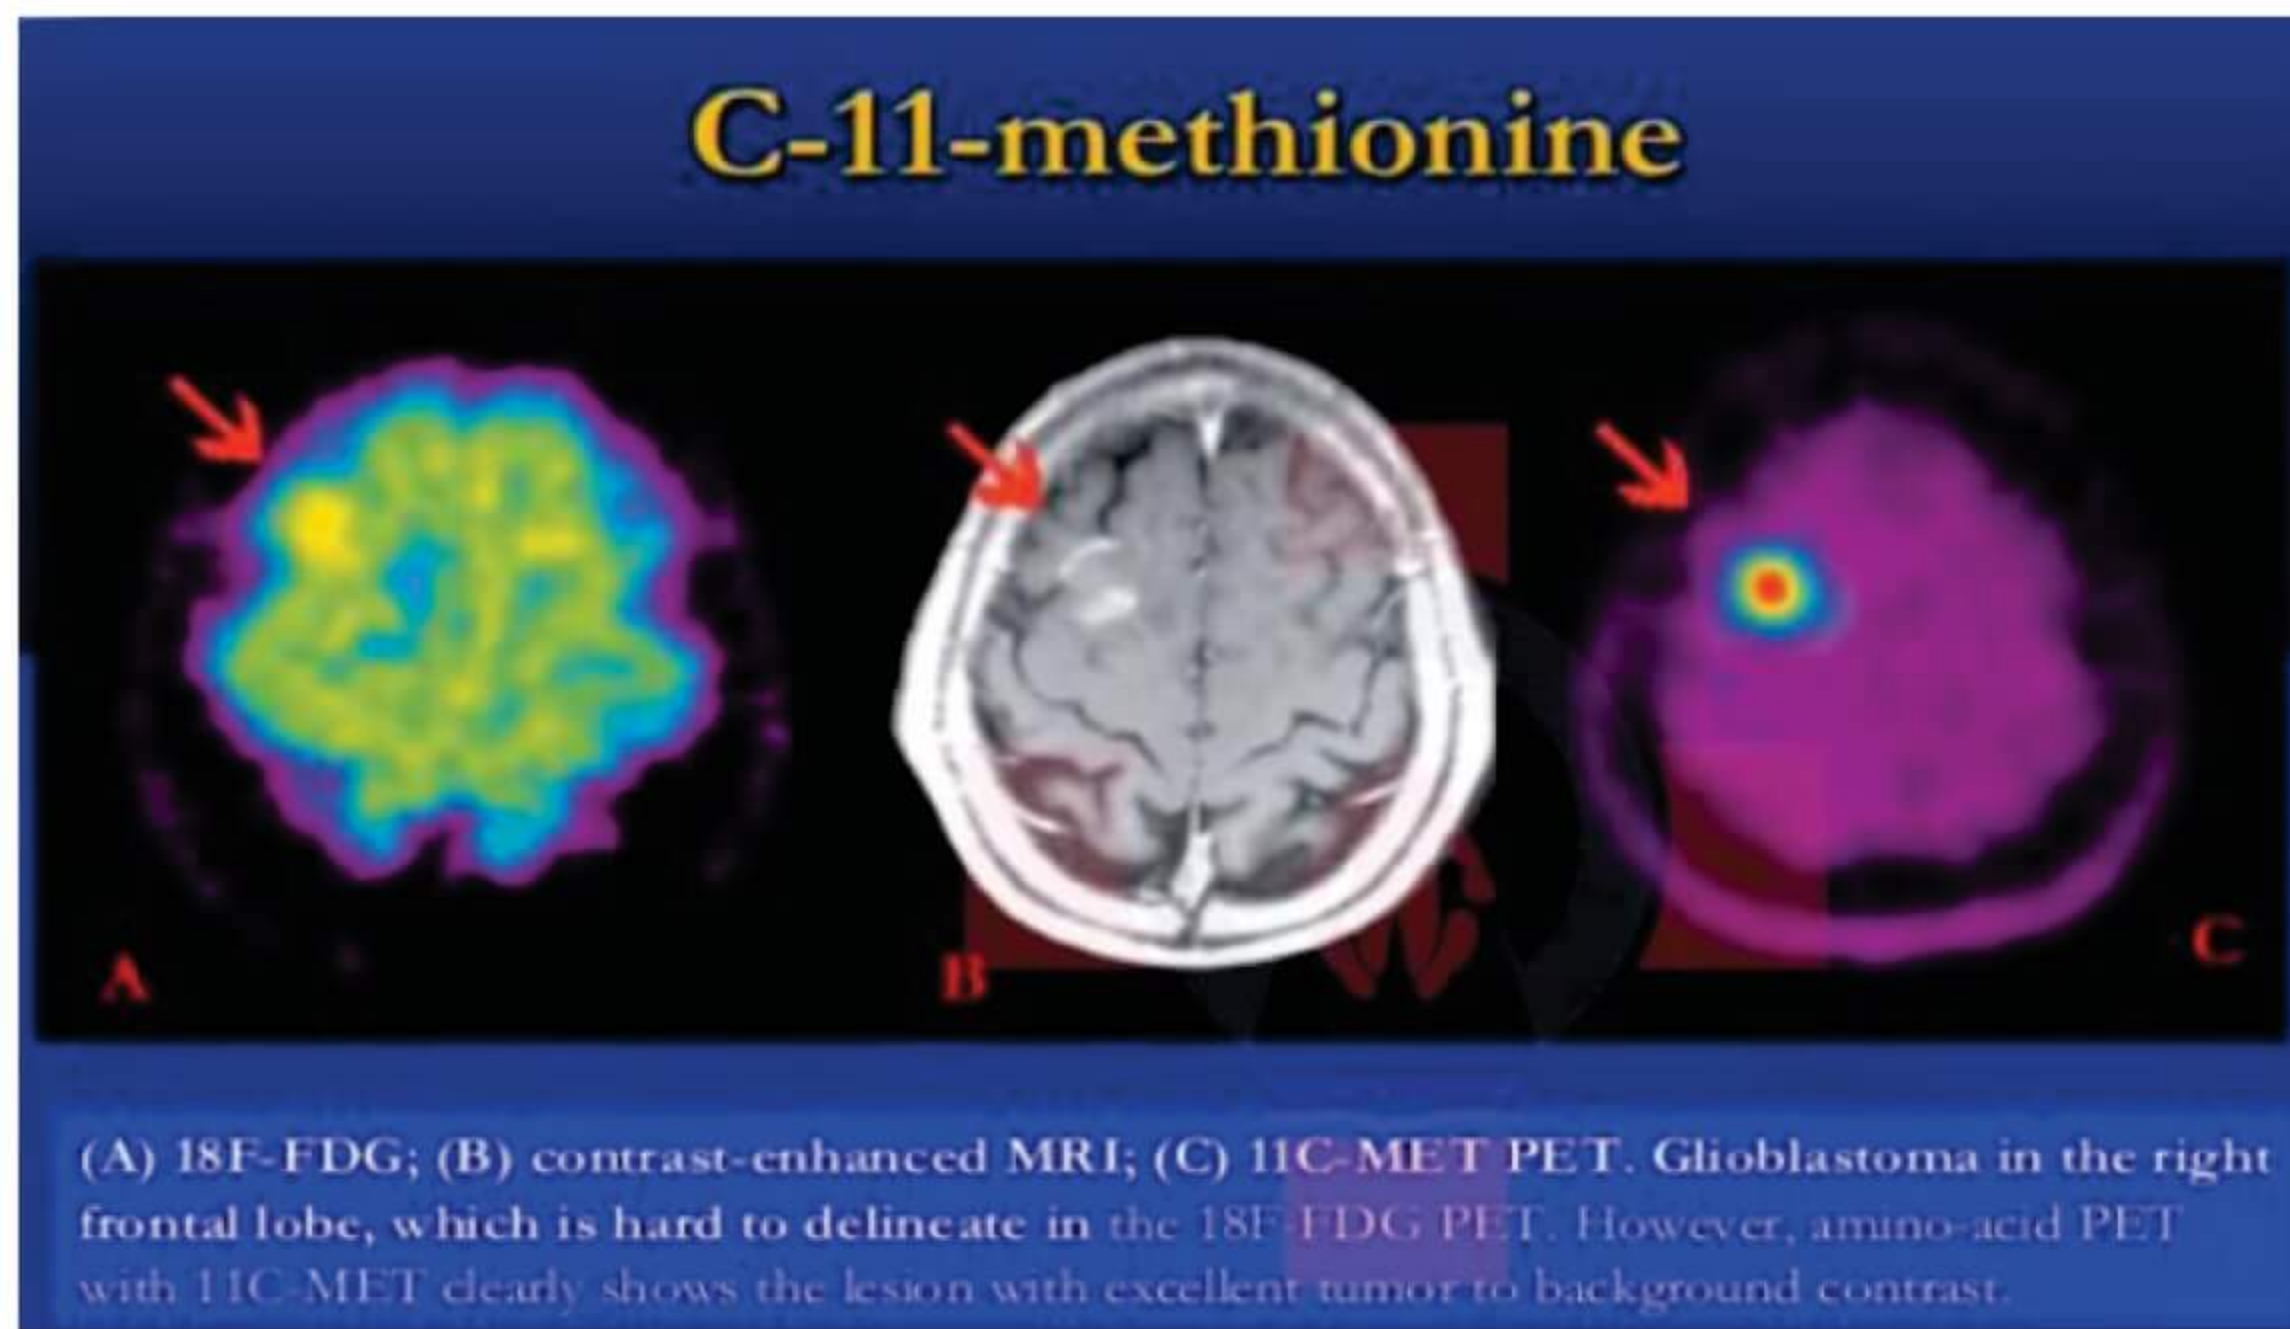 C-11-methionine
A
B
C
(A) 18F-FDG; (B) contrast-enhanced MRI; (C) 11C-MET PET. Glioblastoma in the right
frontal lobe, which is hard to delineate in the 18F-FDG PET. However, amino-acid PET
with 11C-MET clearly shows the lesion with excellent tumor to background contrast.